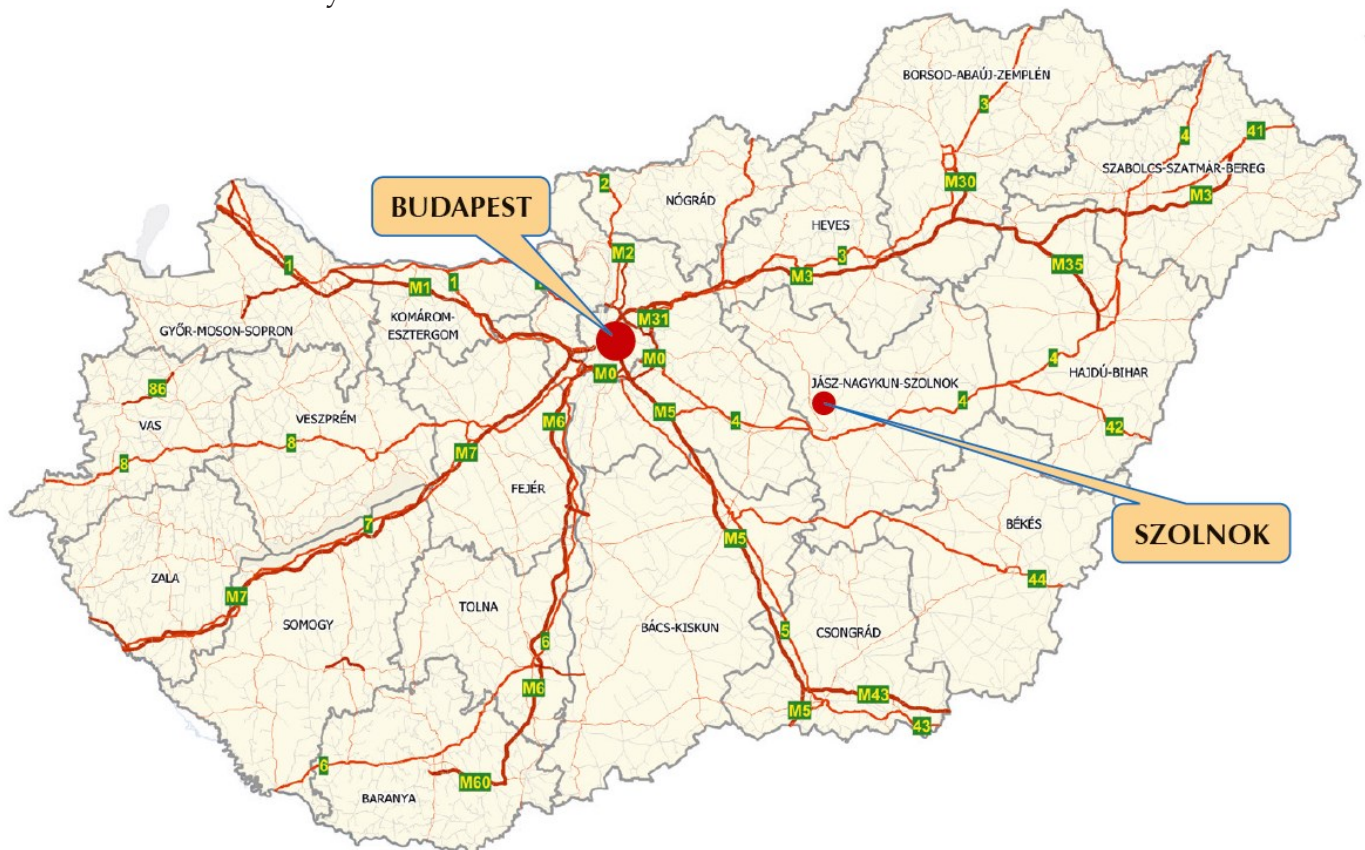 BORSOD-ABAÚJ-ZEMPLÉN
3
4
41
SZABOLCS-SZATMÁR-BEREG
M3
M30
2
NÓGRÁD
BUDAPEST
HEVES
3
M3
M2
M35
1
M1
1
M31
GYŐR-MOSON-SOPRON
KOMÁROM-
ESZTERGOM
M0
M0
4
HAJDÚ-BIHAR
JÁSZ-NAGYKUN-SZOLNOK
86
VAS
VESZPRÉM
M6
M5
4
4
42
8
8
M7
FEJÉR
SZOLNOK
BÉKÉS
7
M5
44
ZALA
M7
SOMOGY
TOLNA
BÁCS-KISKUN
5
CSONGRÁD
6
M6
M43
M5
43
6
M60
BARANYA